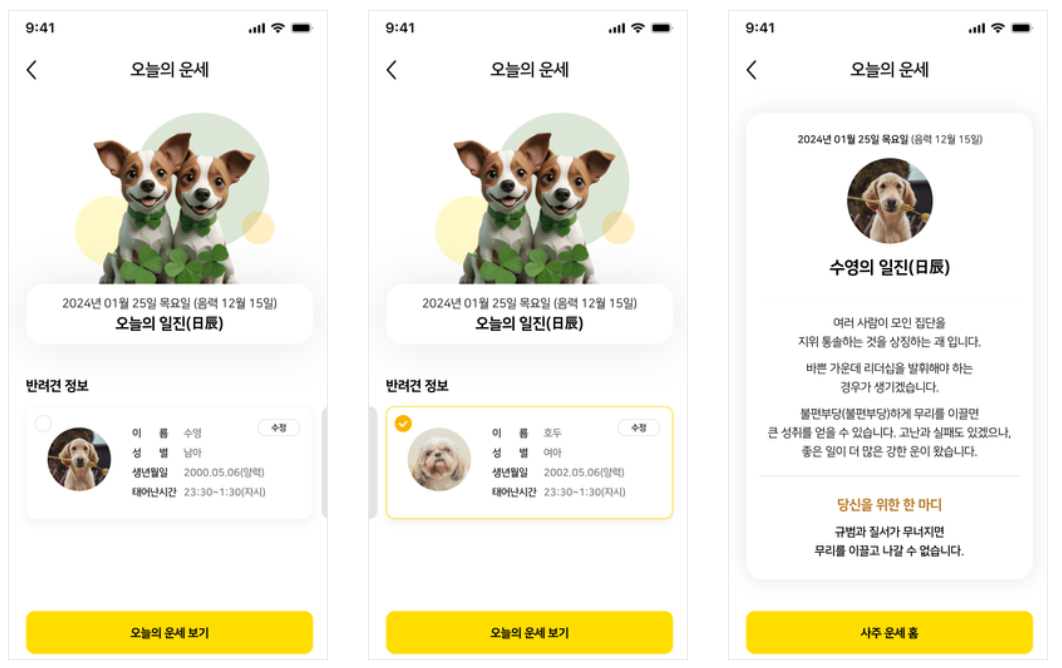 9:41
오늘의 운세
2024년 01월 25일 목요일 (음력 12월 15일)
오늘의 일진(日辰)
반려견 정보
수정
이 름 수영
성 별 남아
생년월일 2000.05.06(양력)
태어난시간 23:30~1:30(자시)
오늘의 운세 보기
9:41
오늘의 운세
2024년 01월 25일 목요일 (음력 12월 15일)
오늘의 일진(日辰)
반려견 정보
수정
이 름 호두
성 별 여아
생년월일 2002.05.06(양력)
태어난시간 23:30~1:30(자시)
오늘의 운세 보기
9:41
오늘의 운세
2024년 01월 25일 목요일 (음력 12월 15일)
수영의 일진(日辰)
여러 사람이 모인 집단을
지위 통솔하는 것을 상징하는 괘 입니다.
바쁜 가운데 리더십을 발휘해야 하는
경우가 생기겠습니다.
불편부당(불편부당)하게 무리를 이끌면
큰 성취를 얻을 수 있습니다. 고난과 실패도 있겠으나,
좋은 일이 더 많은 강한 운이 왔습니다.
당신을 위한 한 마디
규범과 질서가 무너지면
무리를 이끌고 나갈 수 없습니다.
사주 운세 홈